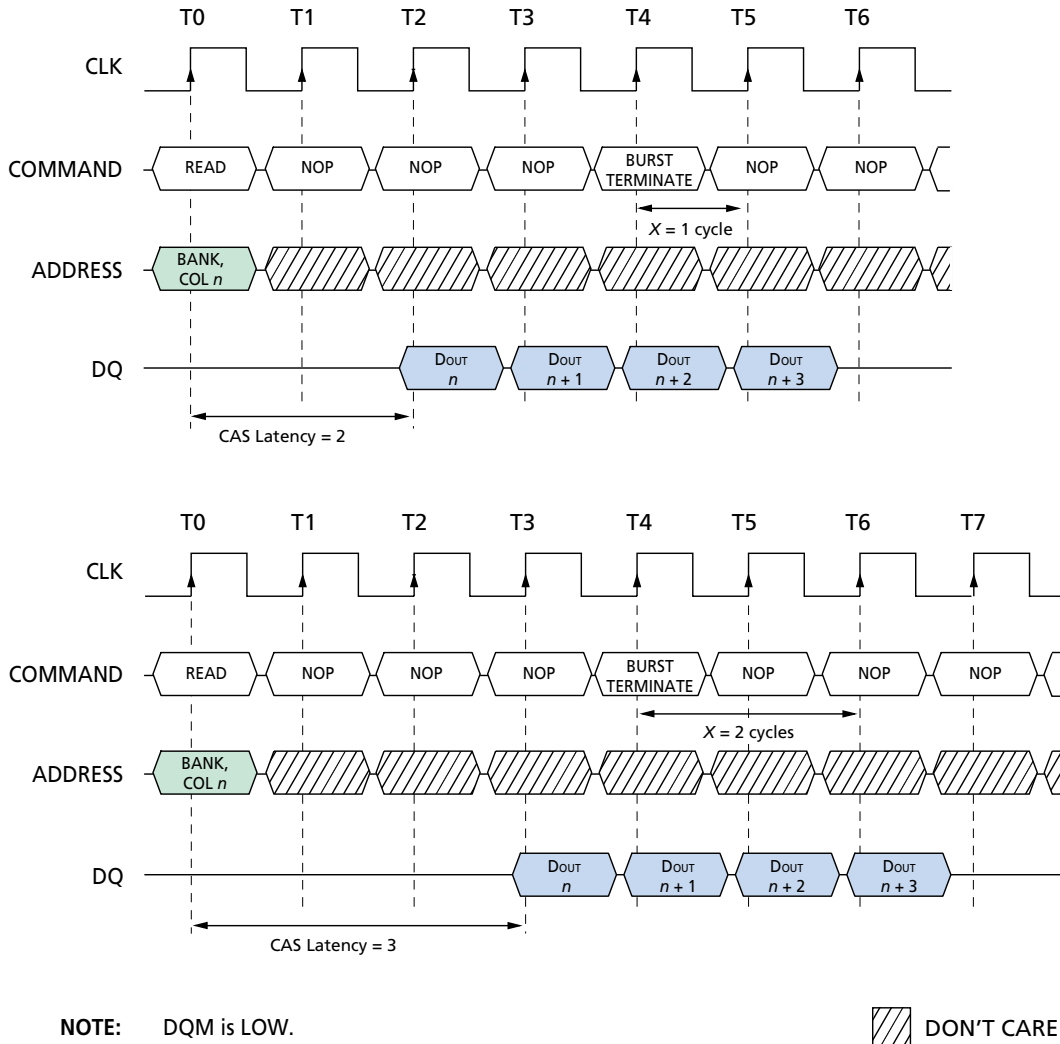 T0 T1 T2 T3 T4 T5 T6
CLK
COMMAND READ NOP NOP NOP BURST TERMINATE NOP NOP
X = 1 cycle
ADDRESS BANK, COL n
DQ DOUT n DOUT n + 1 DOUT n + 2 DOUT n + 3
CAS Latency = 2
T0 T1 T2 T3 T4 T5 T6 T7
CLK
COMMAND READ NOP NOP NOP BURST TERMINATE NOP NOP NOP
X = 2 cycles
ADDRESS BANK, COL n
DQ DOUT n DOUT n + 1 DOUT n + 2 DOUT n + 3
CAS Latency = 3
NOTE: DQM is LOW. DON'T CARE